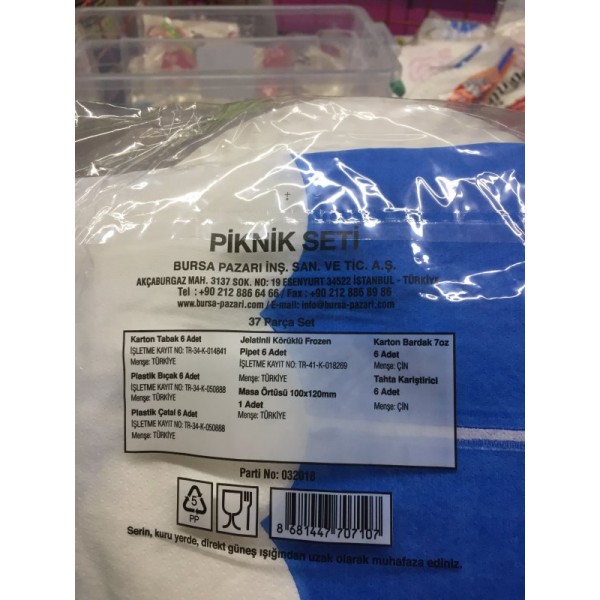 PİKNİK SETİ
BURSA PAZARI İNŞ. SAN. VE TİC. A.Ş.
AKÇABURGAZ MAH. 3137 SOK. NO: 19 ESENYURT 34522 İSTANBUL - TÜRKİYE
Tel : +90 212 886 64 66 / Fax : +90 212 886 89 86
www.bursa-pazari.com / E-mail: info@bursa-pazari.com
37 Parça Set
Karton Tabak 6 Adet
İŞLETME KAYIT NO: TR-34-K-014841
Menşe: TÜRKİYE
Plastik Bıçak 6 Adet
İŞLETME KAYIT NO: TR-34-K-050888
Menşe: TÜRKİYE
Plastik Çatal 6 Adet
İŞLETME KAYIT NO: TR-34-K-050888
Menşe: TÜRKİYE
Jelatinli Körüklü Frozen
Pipet 6 Adet
İŞLETME KAYIT NO: TR-41-K-018269
Menşe: TÜRKİYE
Masa Örtüsü 100x120mm
1 Adet
Menşe: TÜRKİYE
Karton Bardak 7oz
6 Adet
Menşe: ÇİN
Tahta Karıştirici
6 Adet
Menşe: ÇİN
Parti No: 032018
5
PP
8 681447 707107
Serin, kuru yerde, direkt güneş ışığından uzak olarak muhafaza ediniz.